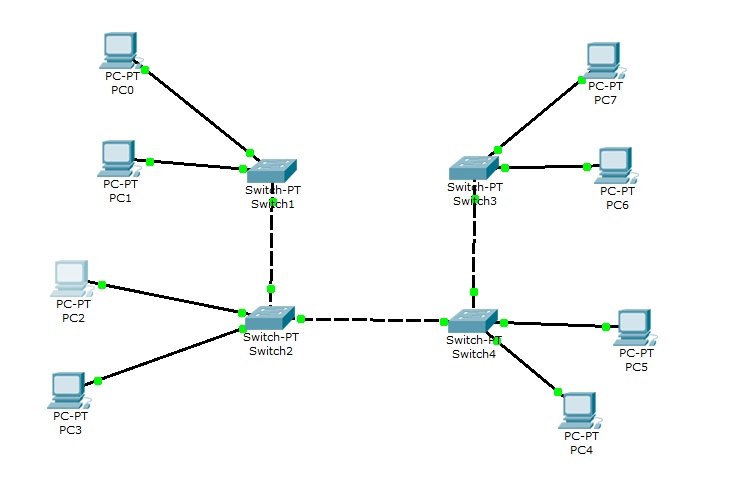 PC-PT
PC0
PC-PT
PC1
Switch-PT
Switch1
PC-PT
PC7
Switch-PT
Switch3
PC-PT
PC6
PC-PT
PC2
Switch-PT
Switch2
PC-PT
PC3
Switch-PT
Switch4
PC-PT
PC5
PC-PT
PC4